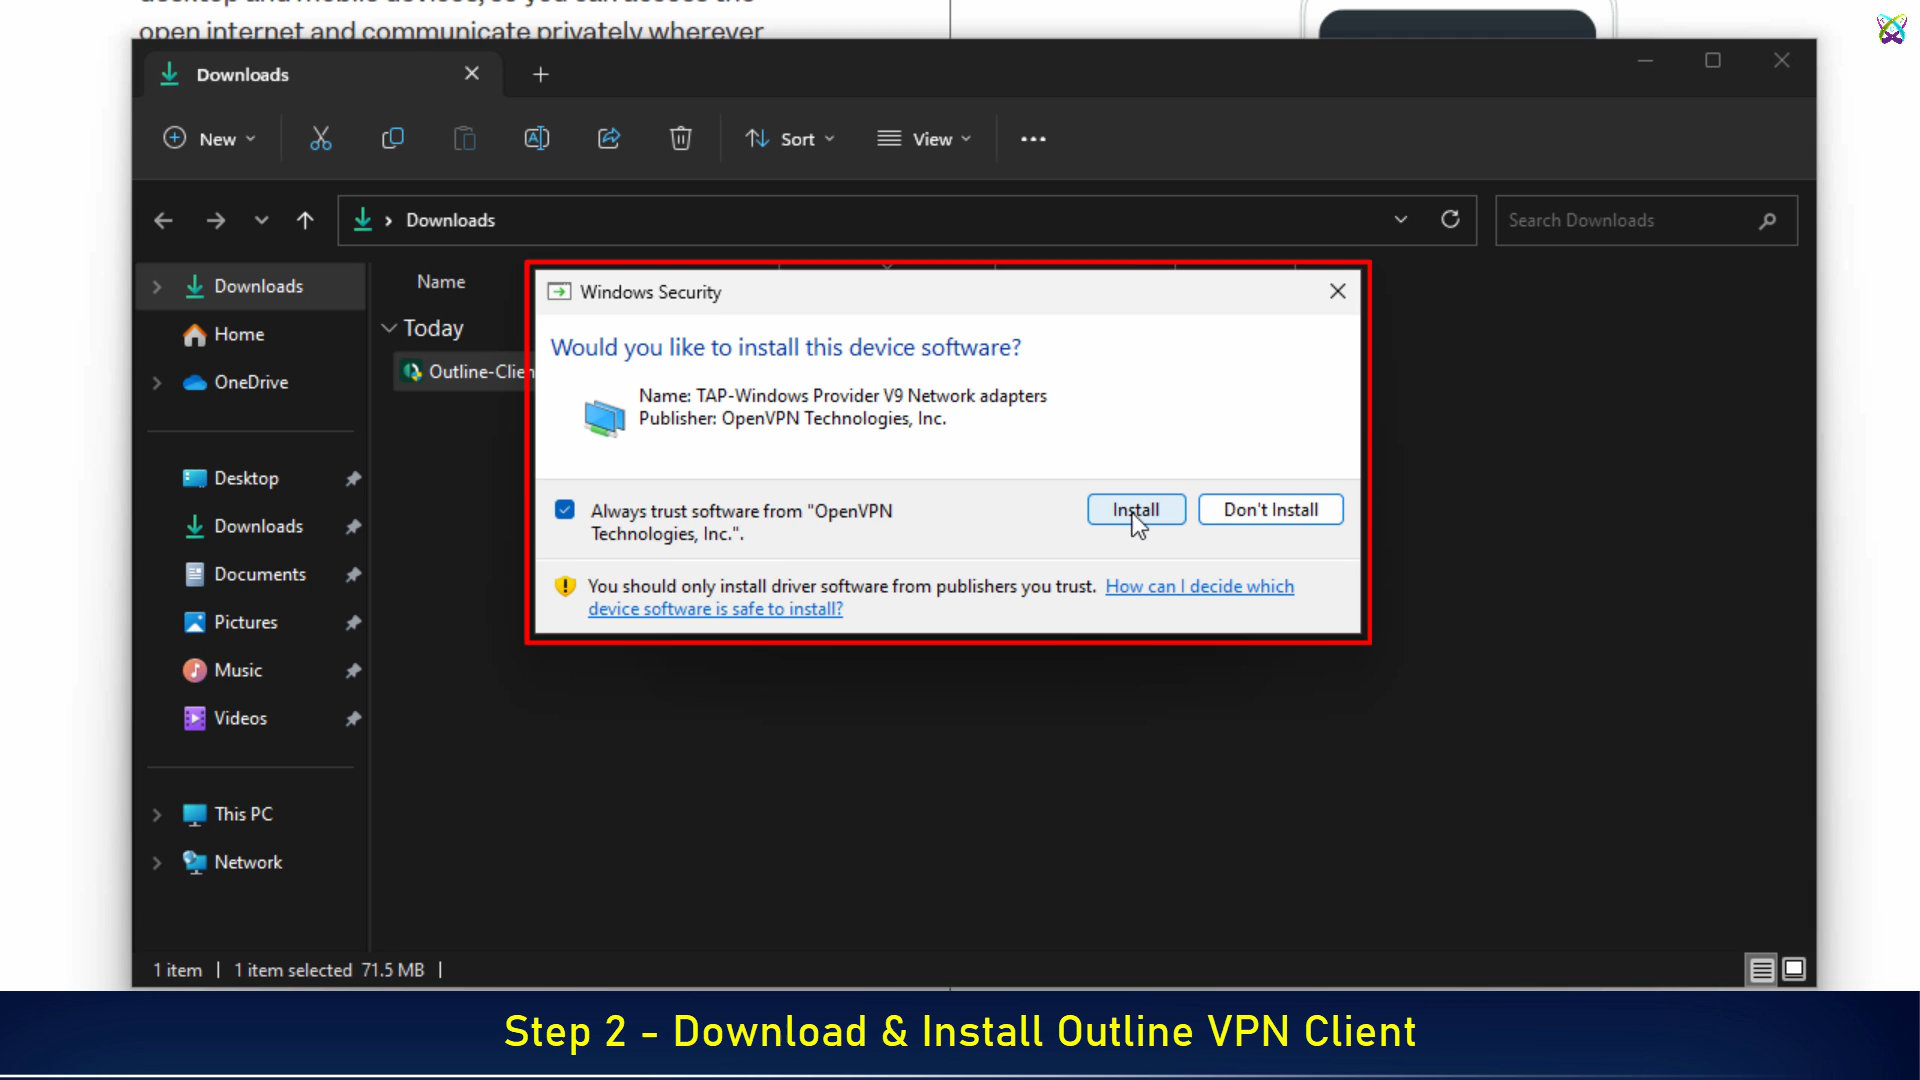 open internet and communicate privately wherever
Downloads
New
Sort
View
Downloads
Search Downloads
Downloads
Home
OneDrive
Desktop
Downloads
Documents
Pictures
Music
Videos
This PC
Network
Name
Today
Outline-Clien
Windows Security
Would you like to install this device software?
Name: TAP-Windows Provider V9 Network adapters
Publisher: OpenVPN Technologies, Inc.
Always trust software from "OpenVPN
Technologies, Inc.".
Install
Don't Install
You should only install driver software from publishers you trust. How can I decide which
device software is safe to install?
1 item | 1 item selected 71.5 MB |
Step 2 - Download & Install Outline VPN Client